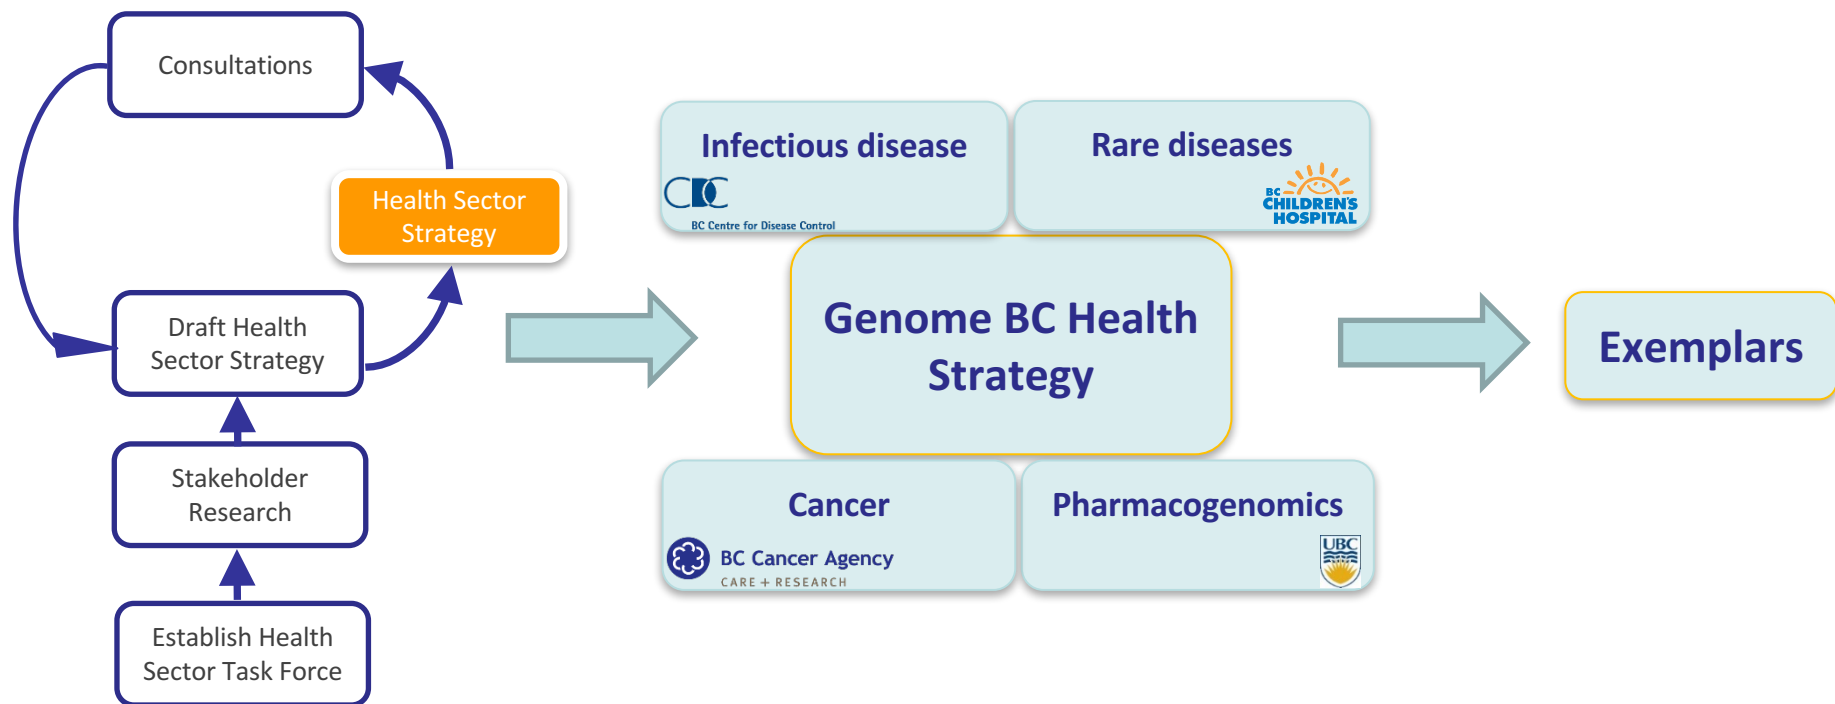 Consultations
Health Sector
Strategy
Draft Health
Sector Strategy
Stakeholder
Research
Establish Health
Sector Task Force
Infectious disease
CDC
BC Centre for Disease Control
Rare diseases
BC
CHILDREN'S
HOSPITAL
Genome BC Health
Strategy
Cancer
BC Cancer Agency
CARE + RESEARCH
Pharmacogenomics
UBC
Exemplars